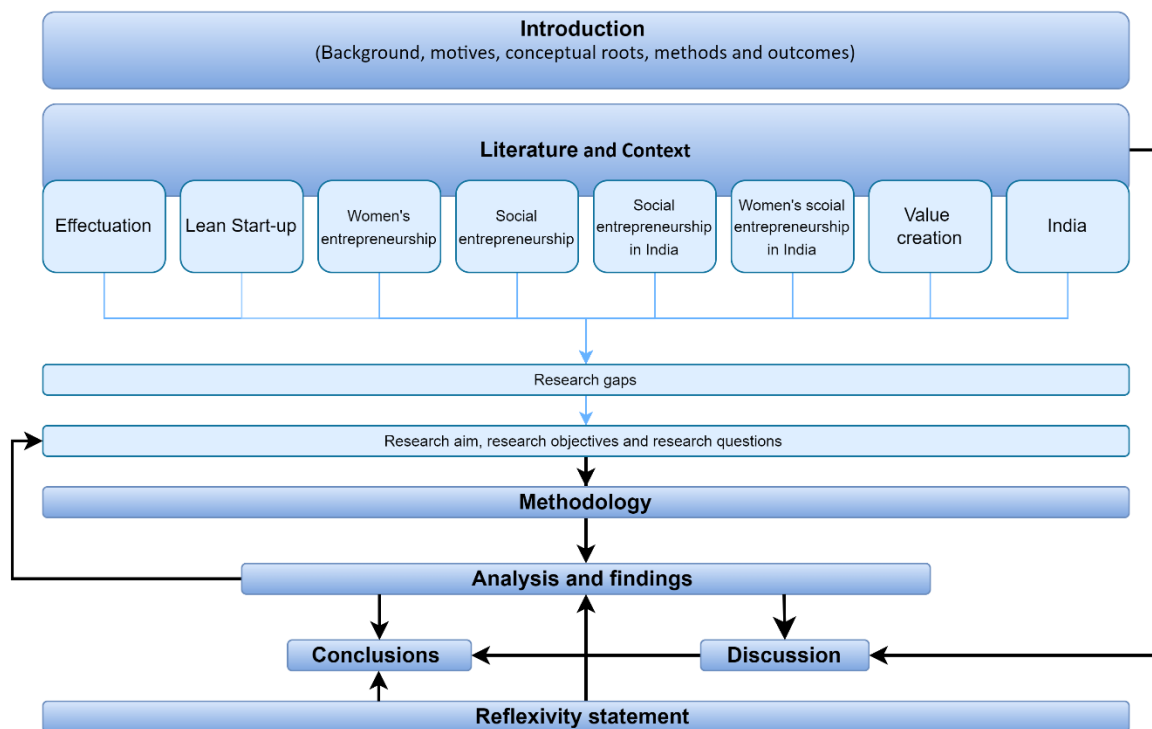 Introduction
(Background, motives, conceptual roots, methods and outcomes)
Literature and Context
Effectuation
Lean Start-up
Women's
entrepreneurship
Social
entrepreneurship
Social
entrepreneurship
in India
Women's scoial
entrepreneurship
in India
Value
creation
India
Research gaps
Research aim, research objectives and research questions
Methodology
Analysis and findings
Conclusions
Discussion
Reflexivity statement